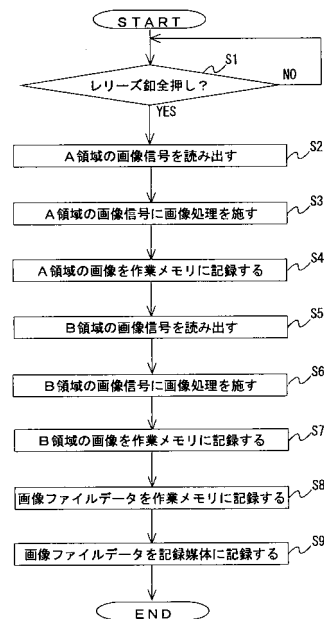 START
S1
レリーズ釦全押し?
NO
YES
S2
A領域の画像信号を読み出す
S3
A領域の画像信号に画像処理を施す
S4
A領域の画像を作業メモリに記録する
S5
B領域の画像信号を読み出す
S6
B領域の画像信号に画像処理を施す
S7
B領域の画像を作業メモリに記録する
S8
画像ファイルデータを作業メモリに記録する
S9
画像ファイルデータを記録媒体に記録する
END